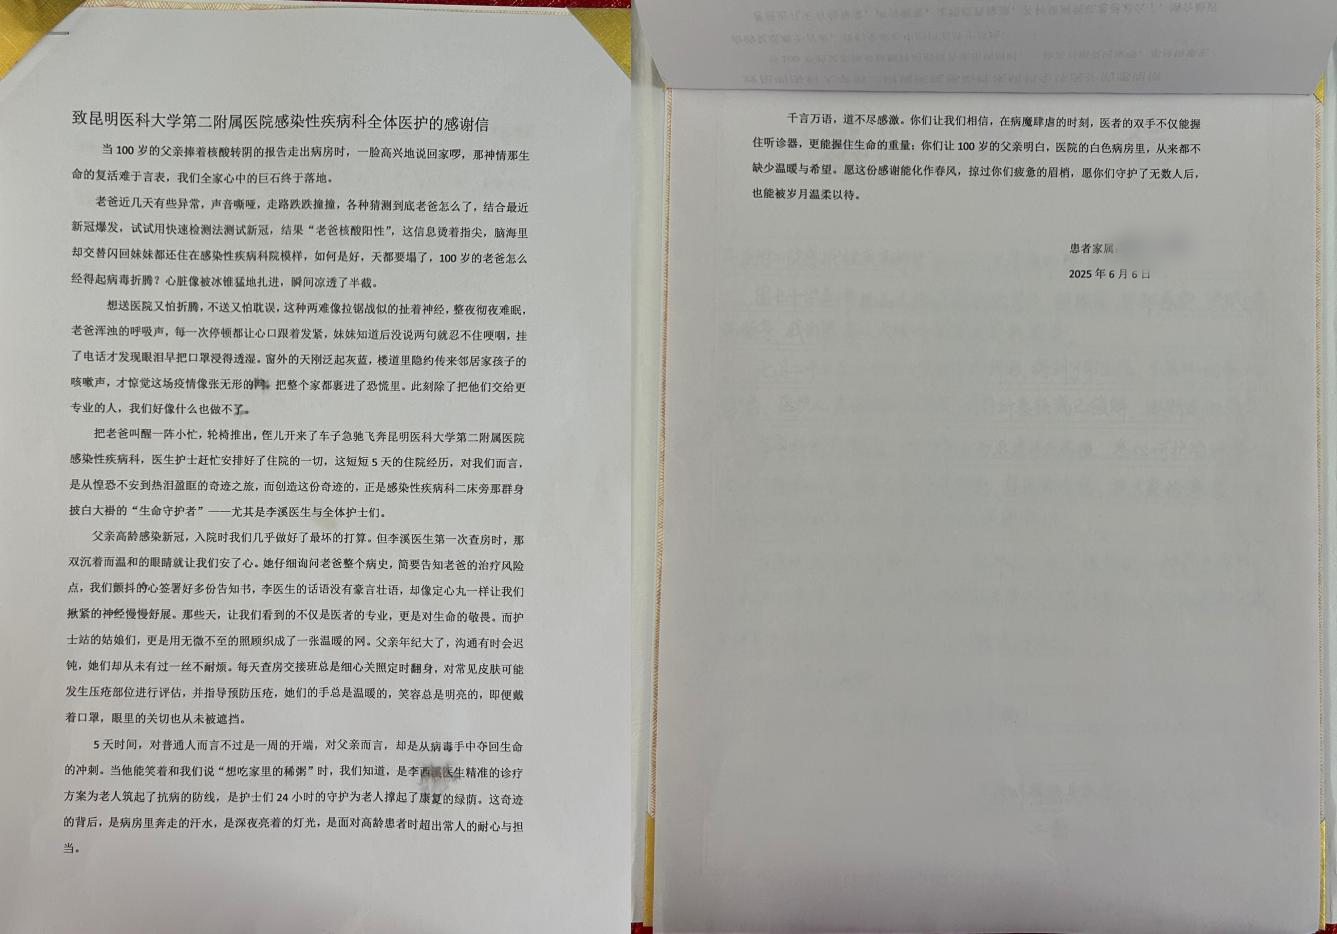 致昆明医科大学第二附属医院感染性疾病科全体医护的感谢信
当 100 岁的父亲捧着核酸转阴的报告走出病房时，一脸高兴地说回家啰，那神情那生
命的复活难于言表，我们全家心中的巨石终于落地。
老爸近几天有些异常，声音嘶哑，走路跌跌撞撞，各种猜测到底老爸怎么了，结合最近
新冠爆发，试试用快速检测法测试新冠，结果“老爸核酸阳性”，这信息烫着指尖，脑海里
却交替闪回妹妹都还住在感染性疾病科院模样，如何是好，天都要塌了，100 岁的老爸怎么
经得起病毒折腾？心脏像被冰锥猛地扎进，瞬间凉透了半截。
想送医院又怕折腾，不送又怕耽误，这种两难像拉锯战似的扯着神经，整夜彻夜难眠，
老爸浑浊的呼吸声，每一次停顿都让心口跟着发紧，妹妹知道后没说两句就忍不住哽咽，挂
了电话才发现眼泪早把口罩浸得透湿。窗外的天刚泛起灰蓝，楼道里隐约传来邻居家孩子的
咳嗽声，才惊觉这场疫情像张无形的 把整个家都裹进了恐慌里。此刻除了把他们交给更
专业的人，我们好像什么也做不了。
把老爸叫醒一阵小忙，轮椅推出，侄儿开来了车子急驰飞奔昆明医科大学第二附属医院
感染性疾病科，医生护士赶忙安排好了住院的一切，这短短 5 天的住院经历，对我们而言，
是从惶恐不安到热泪盈眶的奇迹之旅，而创造这份奇迹的，正是感染性疾病科二床旁那群身
披白大褂的“生命守护者”——尤其是李溪医生与全体护士们。
父亲高龄感染新冠，入院时我们几乎做好了最坏的打算。但李溪医生第一次查房时，那
双沉着而温和的眼睛就让我们安了心。她仔细询问老爸整个病史，简要告知老爸的治疗风险
点，我们颤抖的心签署好多份告知书，李医生的话语没有豪言壮语，却像定心丸一样让我们
揪紧的神经慢慢舒展。那些天，让我们看到的不仅是医者的专业，更是对生命的敬畏。而护
士站的姑娘们，更是用无微不至的照顾织成了一张温暖的网。父亲年纪大了，沟通有时会迟
钝，她们却从未有过一丝不耐烦。每天查房交接班总是细心关照定时翻身，对常见皮肤可能
发生压疮部位进行评估，并指导预防压疮，她们的手总是温暖的，笑容总是明亮的，即便戴
着口罩，眼里的关切也从未被遮挡。
5 天时间，对普通人而言不过是一周的开端，对父亲而言，却是从病毒手中夺回生命
的冲刺。当他能笑着和我们说“想吃家里的稀粥”时，我们知道，是李 医生精准的诊疗
方案为老人筑起了抗病的防线，是护士们 24 小时的守护为老人撑起了康复的绿荫。这奇迹
的背后，是病房里奔走的汗水，是深夜亮着的灯光，是面对高龄患者时超出常人的耐心与担
当。
千言万语，道不尽感激。你们让我们相信，在病魔肆虐的时刻，医者的双手不仅能握
住听诊器，更能握住生命的重量；你们让 100 岁的父亲明白，医院的白色病房里，从来都不
缺少温暖与希望。愿这份感谢能化作春风，掠过你们疲惫的眉梢，愿你们守护了无数人后，
也能被岁月温柔以待。
患者家属
2025 年 6 月 6 日